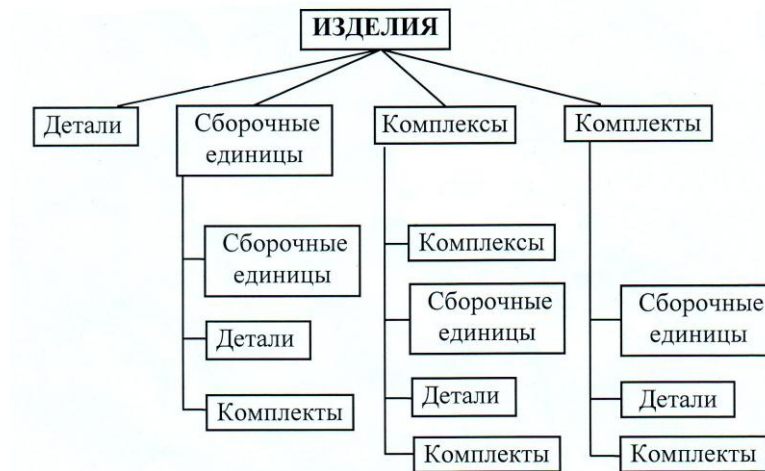 ИЗДЕЛИЯ
Детали
Сборочные
единицы
Комплексы
Комплекты
Сборочные
единицы
Детали
Комплекты
Комплексы
Сборочные
единицы
Детали
Комплекты
Сборочные
единицы
Детали
Комплекты